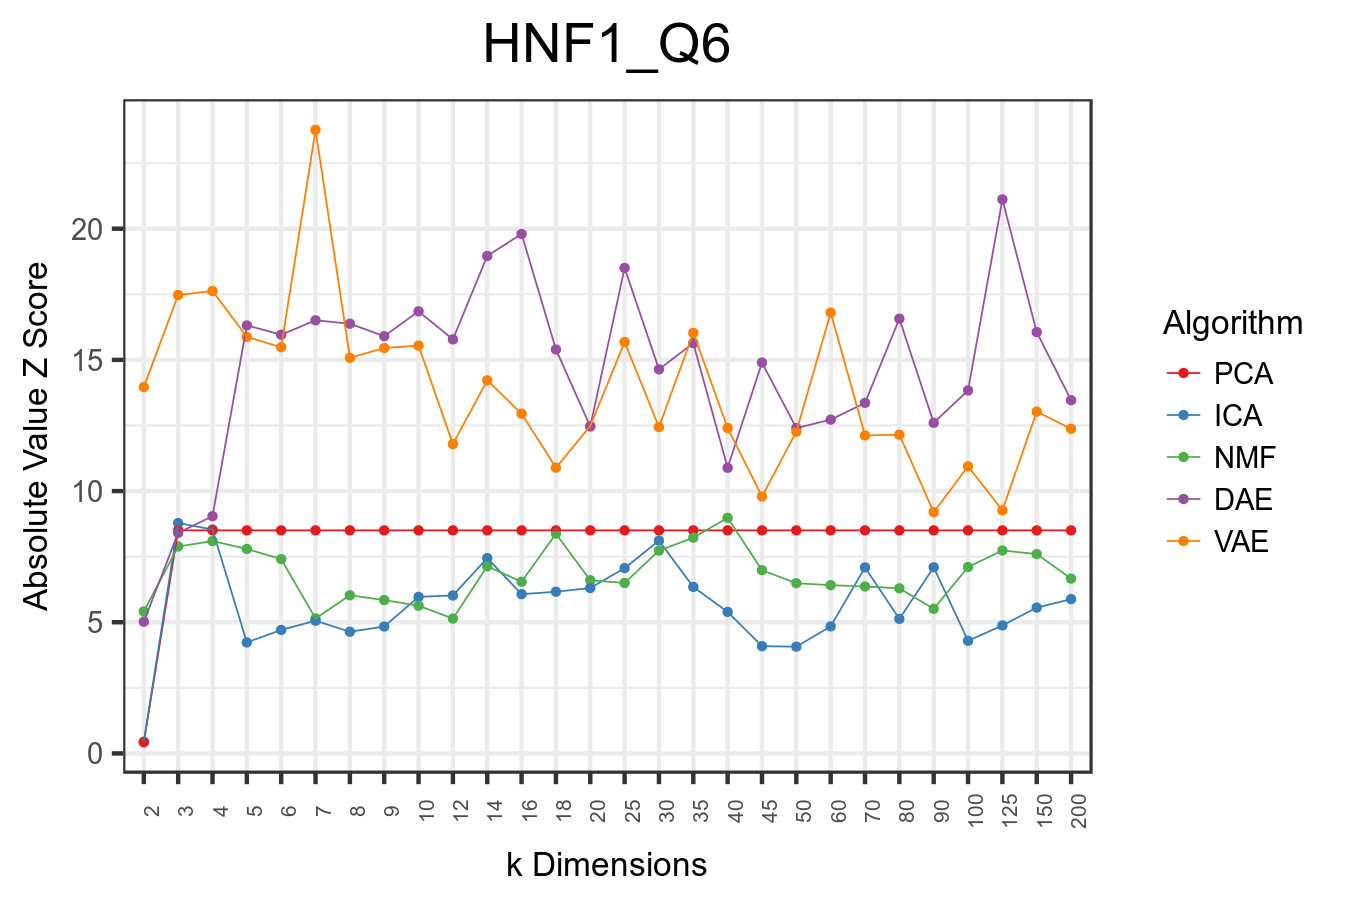 HNF1_Q6
Absolute Value Z Score
20
15
10
5
0
2 3 4 5 6 7 8 9 10 12 14 16 18 20 25 30 35 40 45 50 60 70 80 90 100 125 150 200
k Dimensions
Algorithm
PCA
ICA
NMF
DAE
VAE